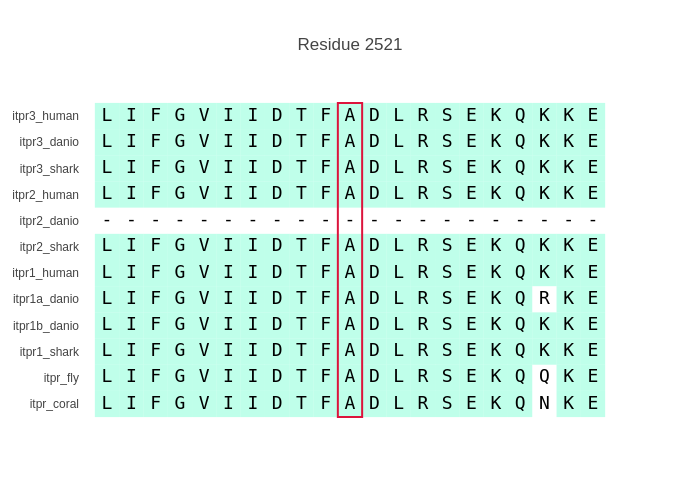 Residue 2521
itpr3_human L I F G V I I D T F A D L R S E K Q K K E
itpr3_danio L I F G V I I D T F A D L R S E K Q K K E
itpr3_shark L I F G V I I D T F A D L R S E K Q K K E
itpr2_human L I F G V I I D T F A D L R S E K Q K K E
itpr2_danio - - - - - - - - - - - - - - - - - - - - -
itpr2_shark L I F G V I I D T F A D L R S E K Q K K E
itpr1_human L I F G V I I D T F A D L R S E K Q K K E
itpr1a_danio L I F G V I I D T F A D L R S E K Q R K E
itpr1b_danio L I F G V I I D T F A D L R S E K Q K K E
itpr1_shark L I F G V I I D T F A D L R S E K Q K K E
itpr_fly L I F G V I I D T F A D L R S E K Q Q K E
itpr_coral L I F G V I I D T F A D L R S E K Q N K E